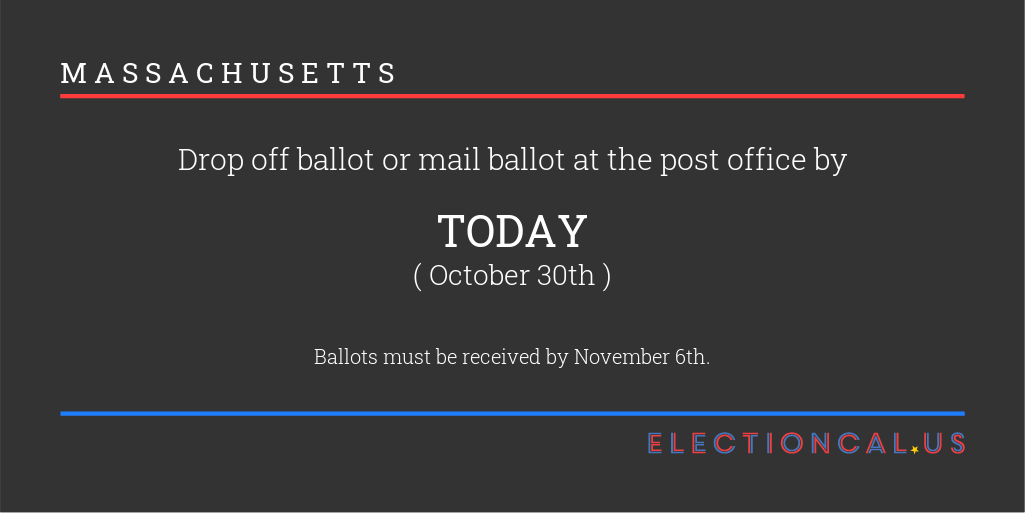 MASSACHUSETTS
Drop off ballot or mail ballot at the post office by
TODAY
( October 30th )
Ballots must be received by November 6th.
ELECTIONCAL.US